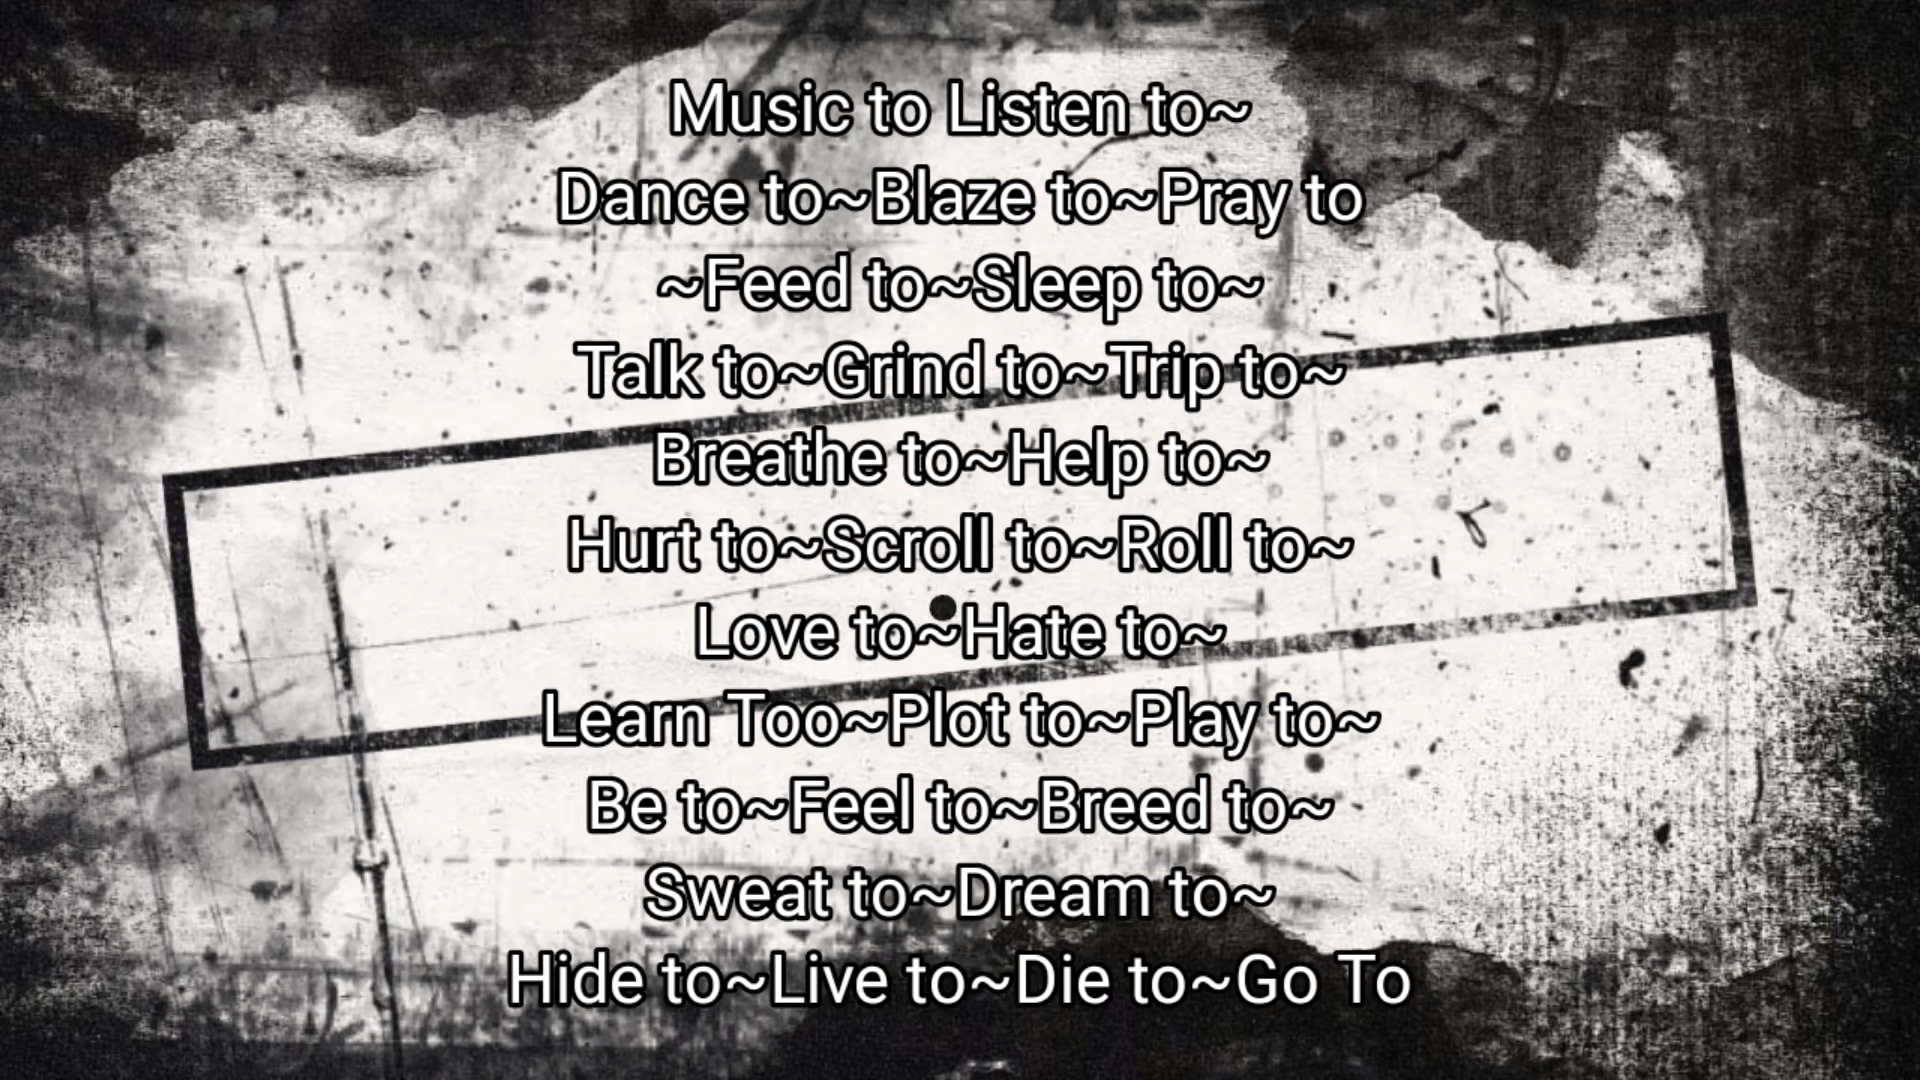 Music to Listen to~
Dance to~Blaze to~Pray to
~Feed to~Sleep to~
Talk to~Grind to~Trip to~
Breathe to~Help to~
Hurt to~Scroll to~Roll to~
Love to~Hate to~
Learn Too~Plot to~Play to~
Be to~Feel to~Breed to~
Sweat to~Dream to~
Hide to~Live to~Die to~Go To